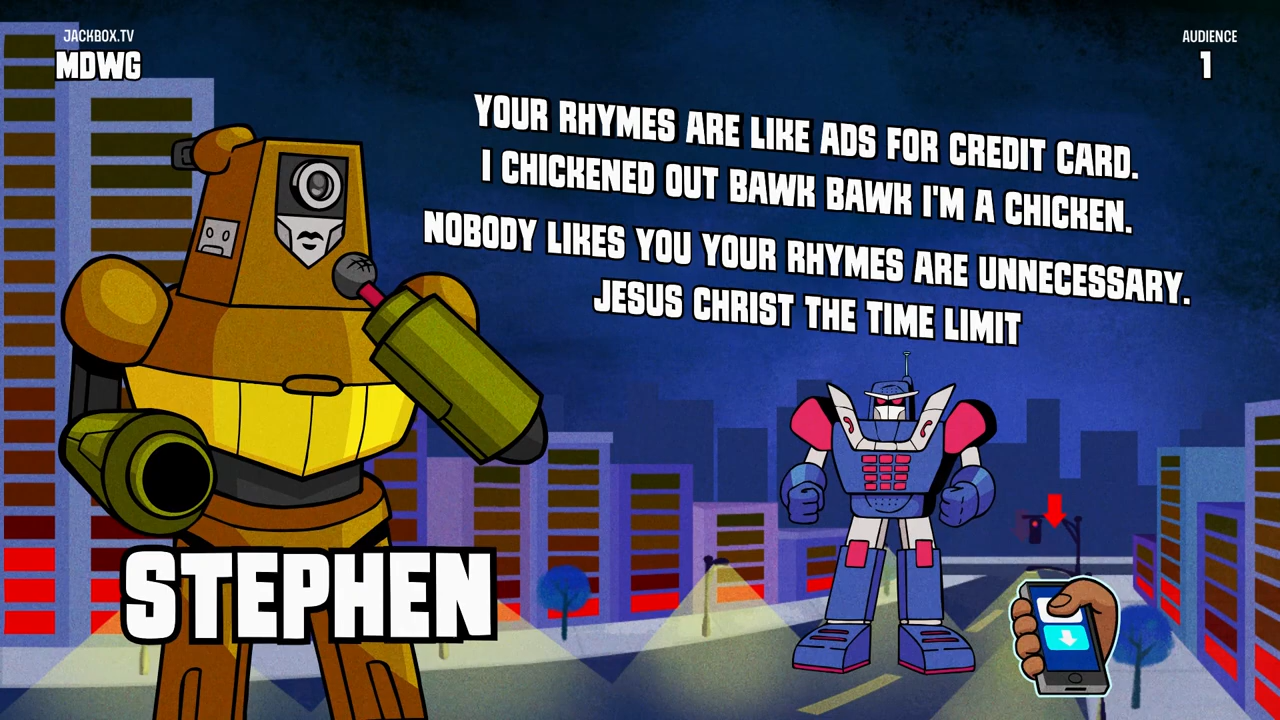 JACKBOX.TV
MDWG
AUDIENCE
1
YOUR RHYMES ARE LIKE ADS FOR CREDIT CARD.
I CHICKENED OUT BAWK BAWK I'M A CHICKEN.
NOBODY LIKES YOU YOUR RHYMES ARE UNNECESSARY.
JESUS CHRIST THE TIME LIMIT
STEPHEN